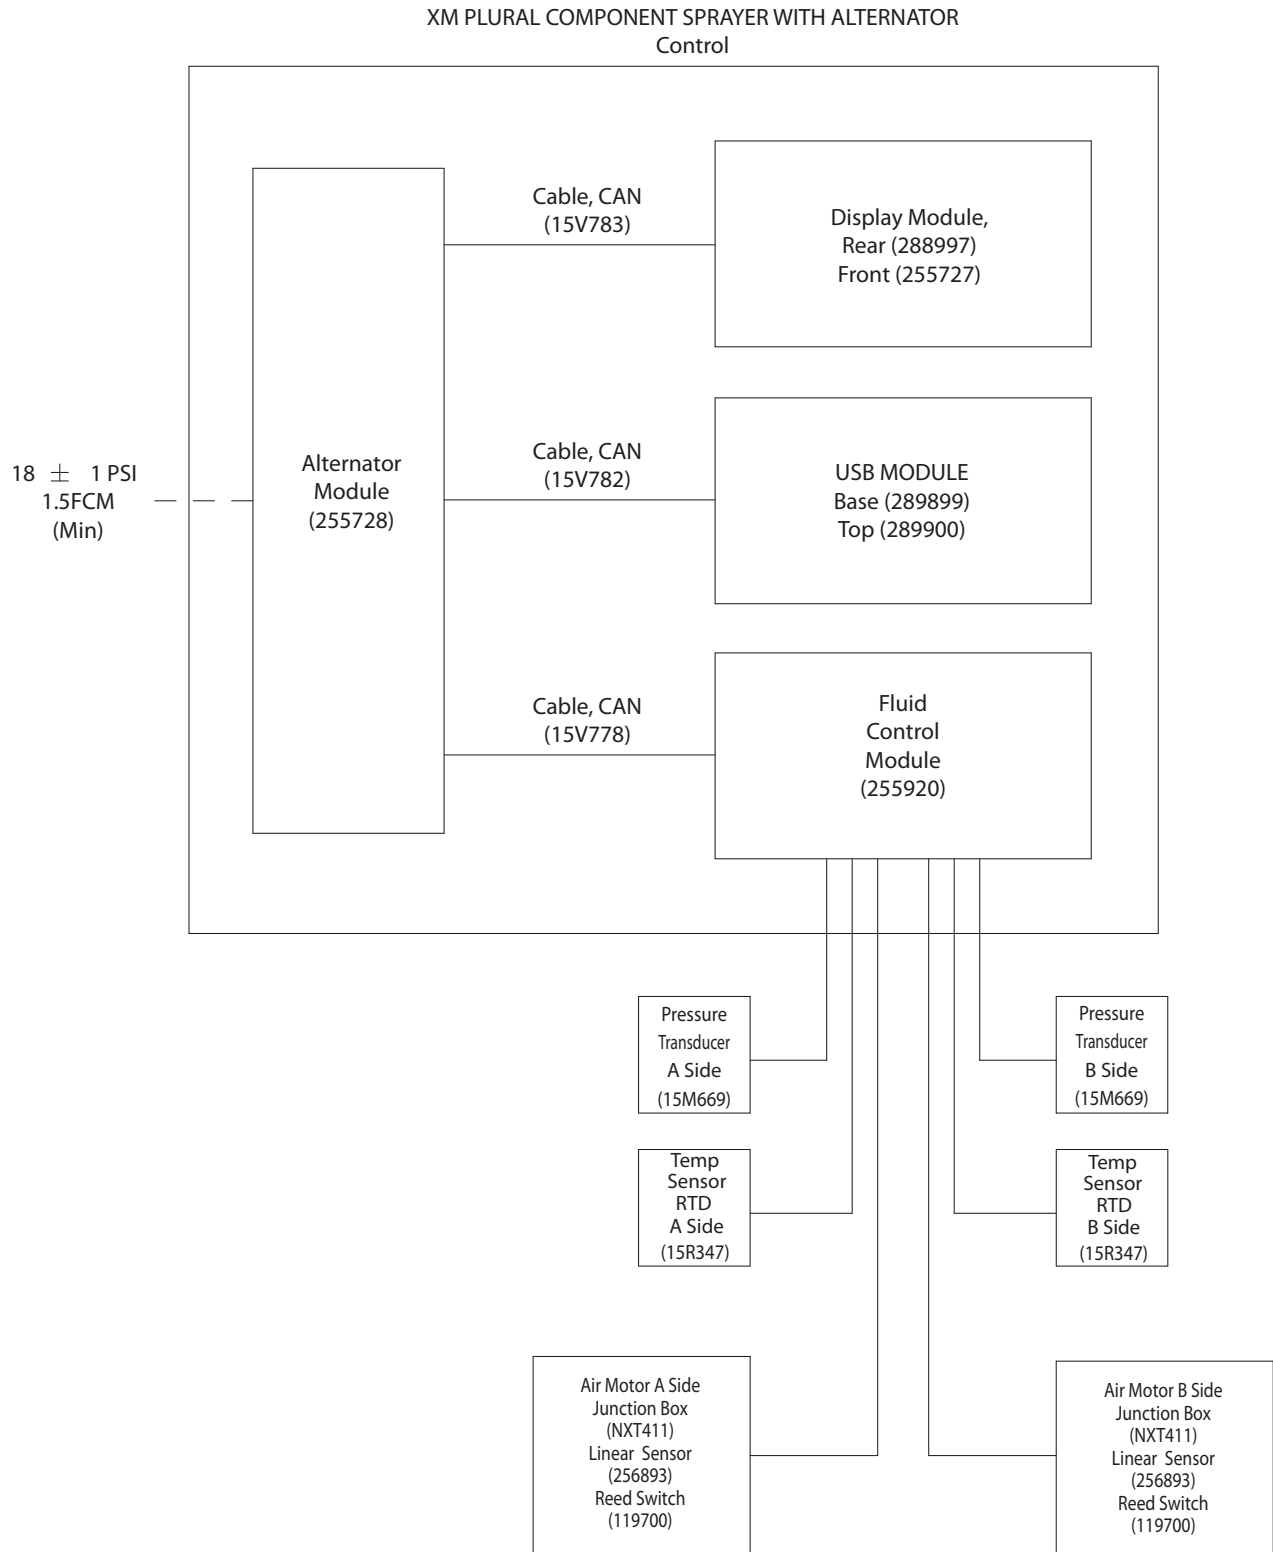 XM PLURAL COMPONENT SPRAYER WITH ALTERNATOR
Control
Cable, CAN
(15V783)
Display Module,
Rear (288997)
Front (255727)
18 ± 1 PSI
1.5FCM
(Min)
Alternator
Module
(255728)
Cable, CAN
(15V782)
USB MODULE
Base (289899)
Top (289900)
Cable, CAN
(15V778)
Fluid
Control
Module
(255920)
Pressure
Transducer
A Side
(15M669)
Pressure
Transducer
B Side
(15M669)
Temp
Sensor
RTD
A Side
(15R347)
Temp
Sensor
RTD
B Side
(15R347)
Air Motor A Side
Junction Box
(NXT411)
Linear Sensor
(256893)
Reed Switch
(119700)
Air Motor B Side
Junction Box
(NXT411)
Linear Sensor
(256893)
Reed Switch
(119700)